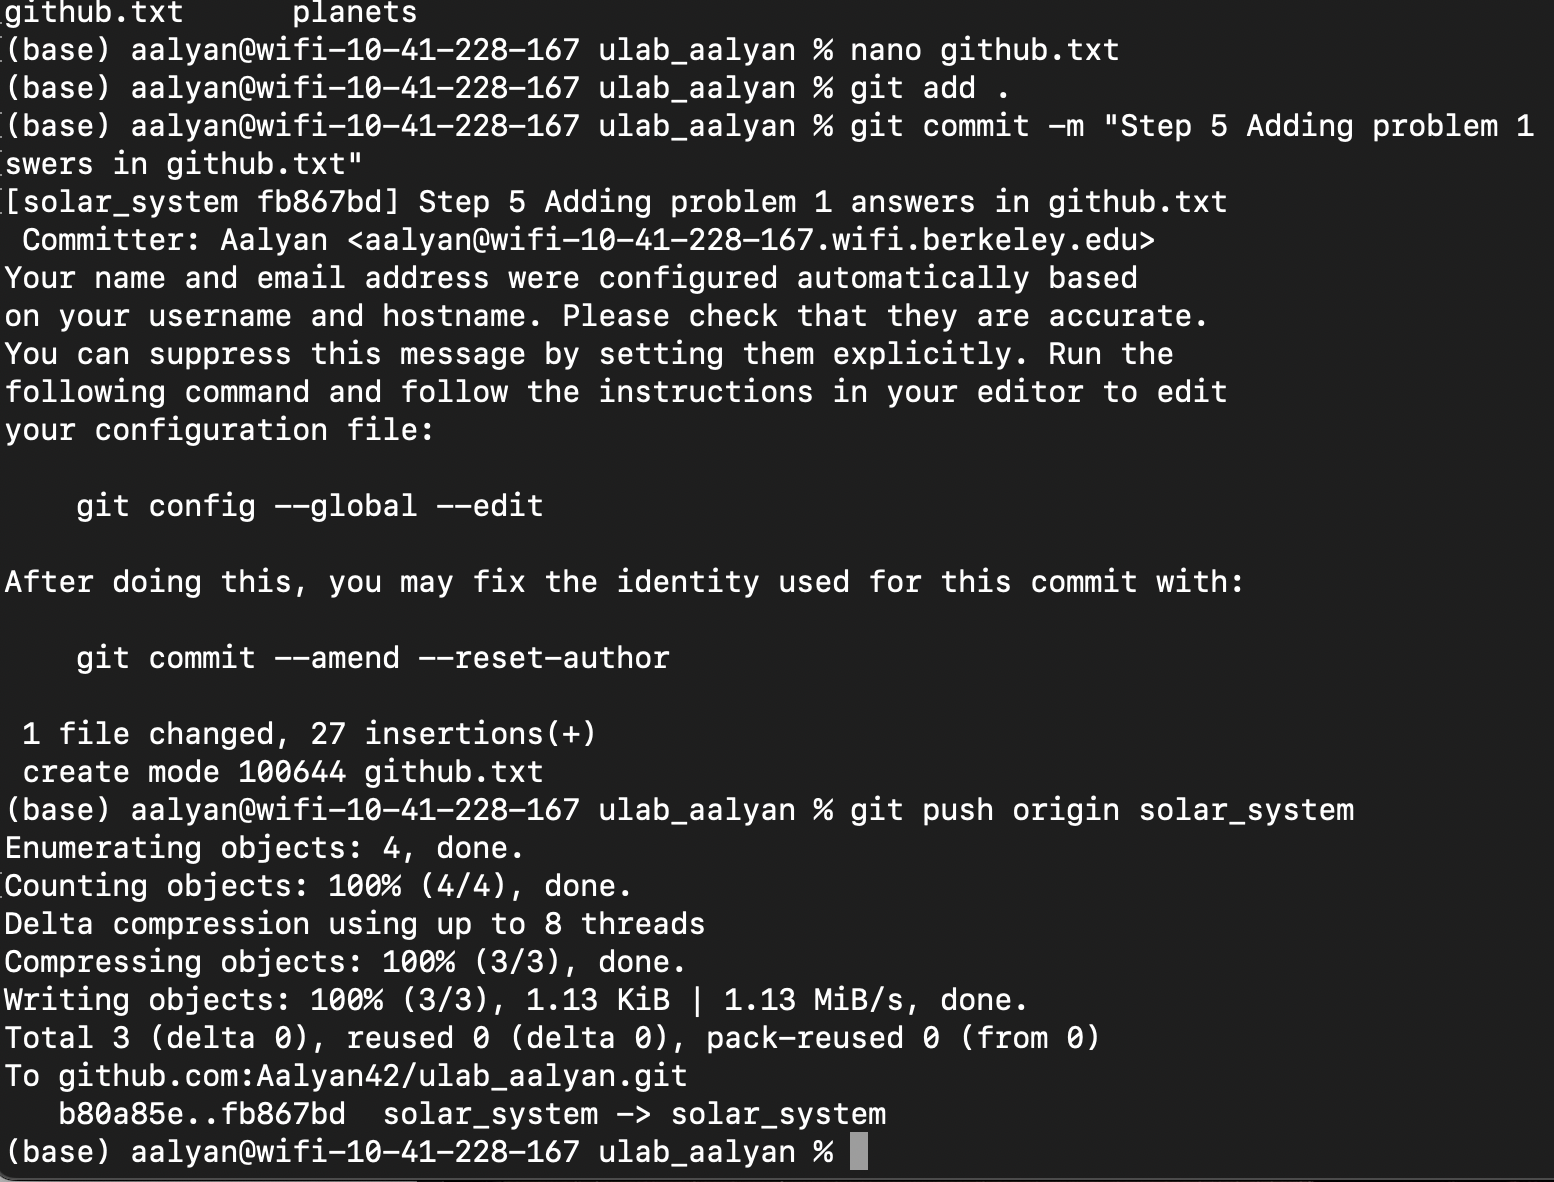 github.txt      planets
(base) aalyan@wifi-10-41-228-167 ulab_aalyan % nano github.txt
(base) aalyan@wifi-10-41-228-167 ulab_aalyan % git add .
(base) aalyan@wifi-10-41-228-167 ulab_aalyan % git commit -m "Step 5 Adding problem 1
swers in github.txt"
[solar_system fb867bd] Step 5 Adding problem 1 answers in github.txt
 Committer: Aalyan <aalyan@wifi-10-41-228-167.wifi.berkeley.edu>
Your name and email address were configured automatically based
on your username and hostname. Please check that they are accurate.
You can suppress this message by setting them explicitly. Run the
following command and follow the instructions in your editor to edit
your configuration file:

    git config --global --edit

After doing this, you may fix the identity used for this commit with:

    git commit --amend --reset-author

 1 file changed, 27 insertions(+)
 create mode 100644 github.txt
(base) aalyan@wifi-10-41-228-167 ulab_aalyan % git push origin solar_system
Enumerating objects: 4, done.
Counting objects: 100% (4/4), done.
Delta compression using up to 8 threads
Compressing objects: 100% (3/3), done.
Writing objects: 100% (3/3), 1.13 KiB | 1.13 MiB/s, done.
Total 3 (delta 0), reused 0 (delta 0), pack-reused 0 (from 0)
To github.com:Aalyan42/ulab_aalyan.git
   b80a85e..fb867bd  solar_system -> solar_system
(base) aalyan@wifi-10-41-228-167 ulab_aalyan %